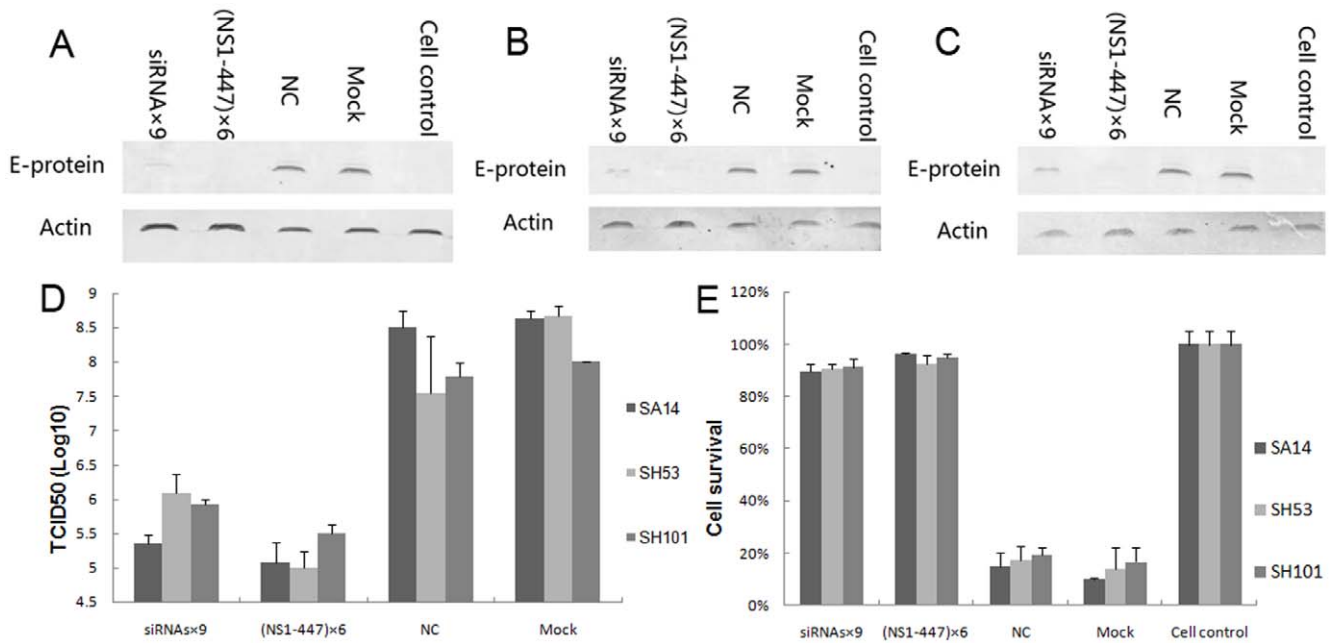 A
siRNA×9
(NS1-447)×6
NC
Mock
Cell control
E-protein
Actin
B
siRNA×9
(NS1-447)×6
NC
Mock
Cell control
E-protein
Actin
C
siRNA×9
(NS1-447)×6
NC
Mock
Cell control
E-protein
Actin
D
TCID50 (Log10)
9
8.5
8
7.5
7
6.5
6
5.5
5
4.5
siRNAs×9
(NS1-447)×6
NC
Mock
SA14
SH53
SH101
E
Cell survival
120%
100%
80%
60%
40%
20%
0%
siRNAs×9
(NS1-447)×6
NC
Mock
Cell control
SA14
SH53
SH101